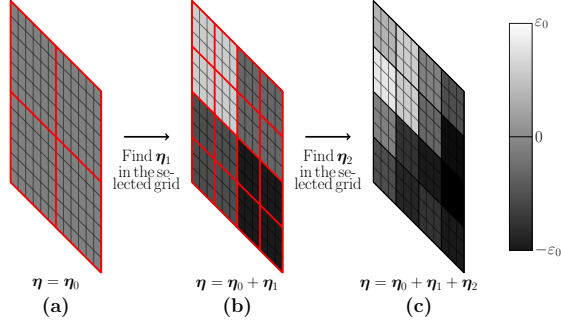 ε₀
0
−ε₀
Find η₁
in the se-
lected grid
Find η₂
in the se-
lected grid
η = η₀
η = η₀ + η₁
η = η₀ + η₁ + η₂
(a)
(b)
(c)